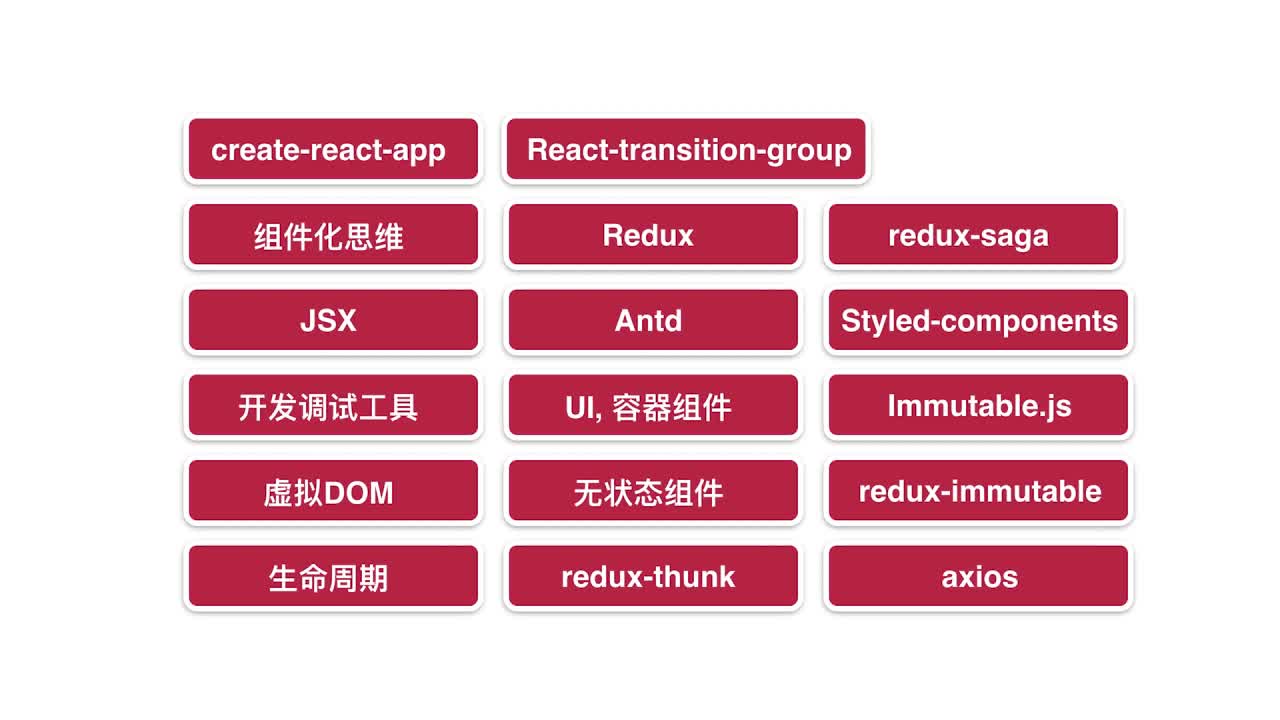 create-react-app
React-transition-group
组件化思维
Redux
redux-saga
JSX
Antd
Styled-components
开发调试工具
UI, 容器组件
Immutable.js
虚拟DOM
无状态组件
redux-immutable
生命周期
redux-thunk
axios